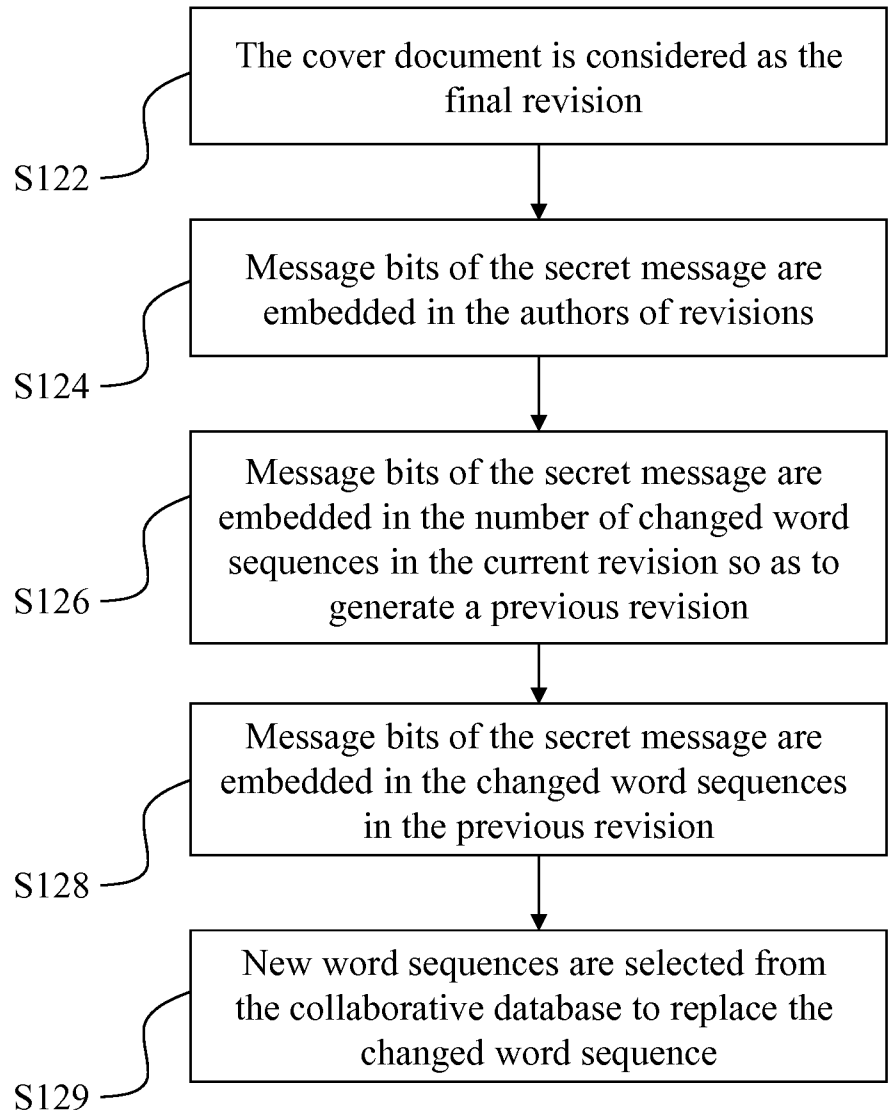 The cover document is considered as the
final revision
S122
Message bits of the secret message are
embedded in the authors of revisions
S124
Message bits of the secret message are
embedded in the number of changed word
sequences in the current revision so as to
generate a previous revision
S126
Message bits of the secret message are
embedded in the changed word sequences
in the previous revision
S128
New word sequences are selected from
the collaborative database to replace the
changed word sequence
S129